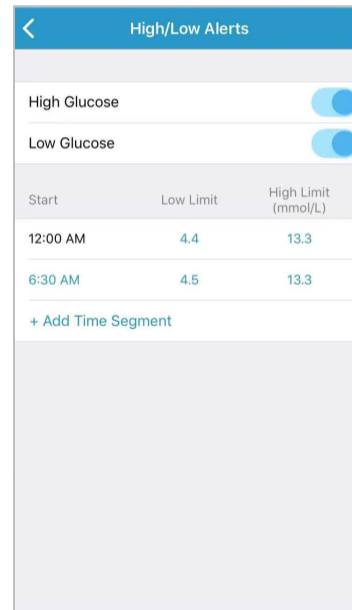 High/Low Alerts
High Glucose
Low Glucose
Start Low Limit High Limit
(mmol/L)
12:00 AM 4.4 13.3
6:30 AM 4.5 13.3
+ Add Time Segment